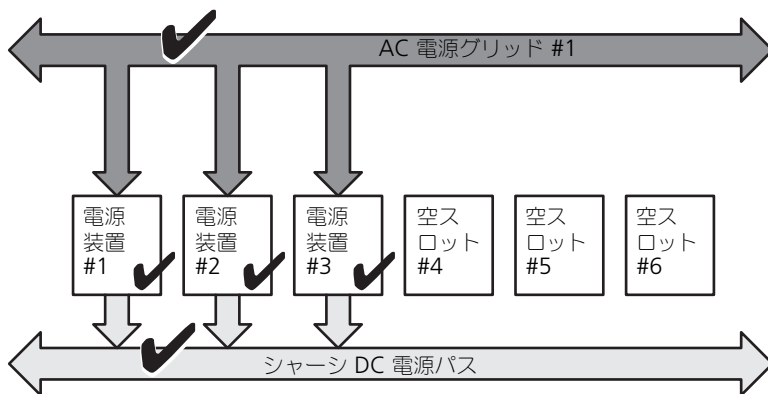 AC 電源グリッド #1
電源
装置
#1
電源
装置
#2
電源
装置
#3
空ス
ロット
#4
空ス
ロット
#5
空ス
ロット
#6
シャーシ DC 電源パス